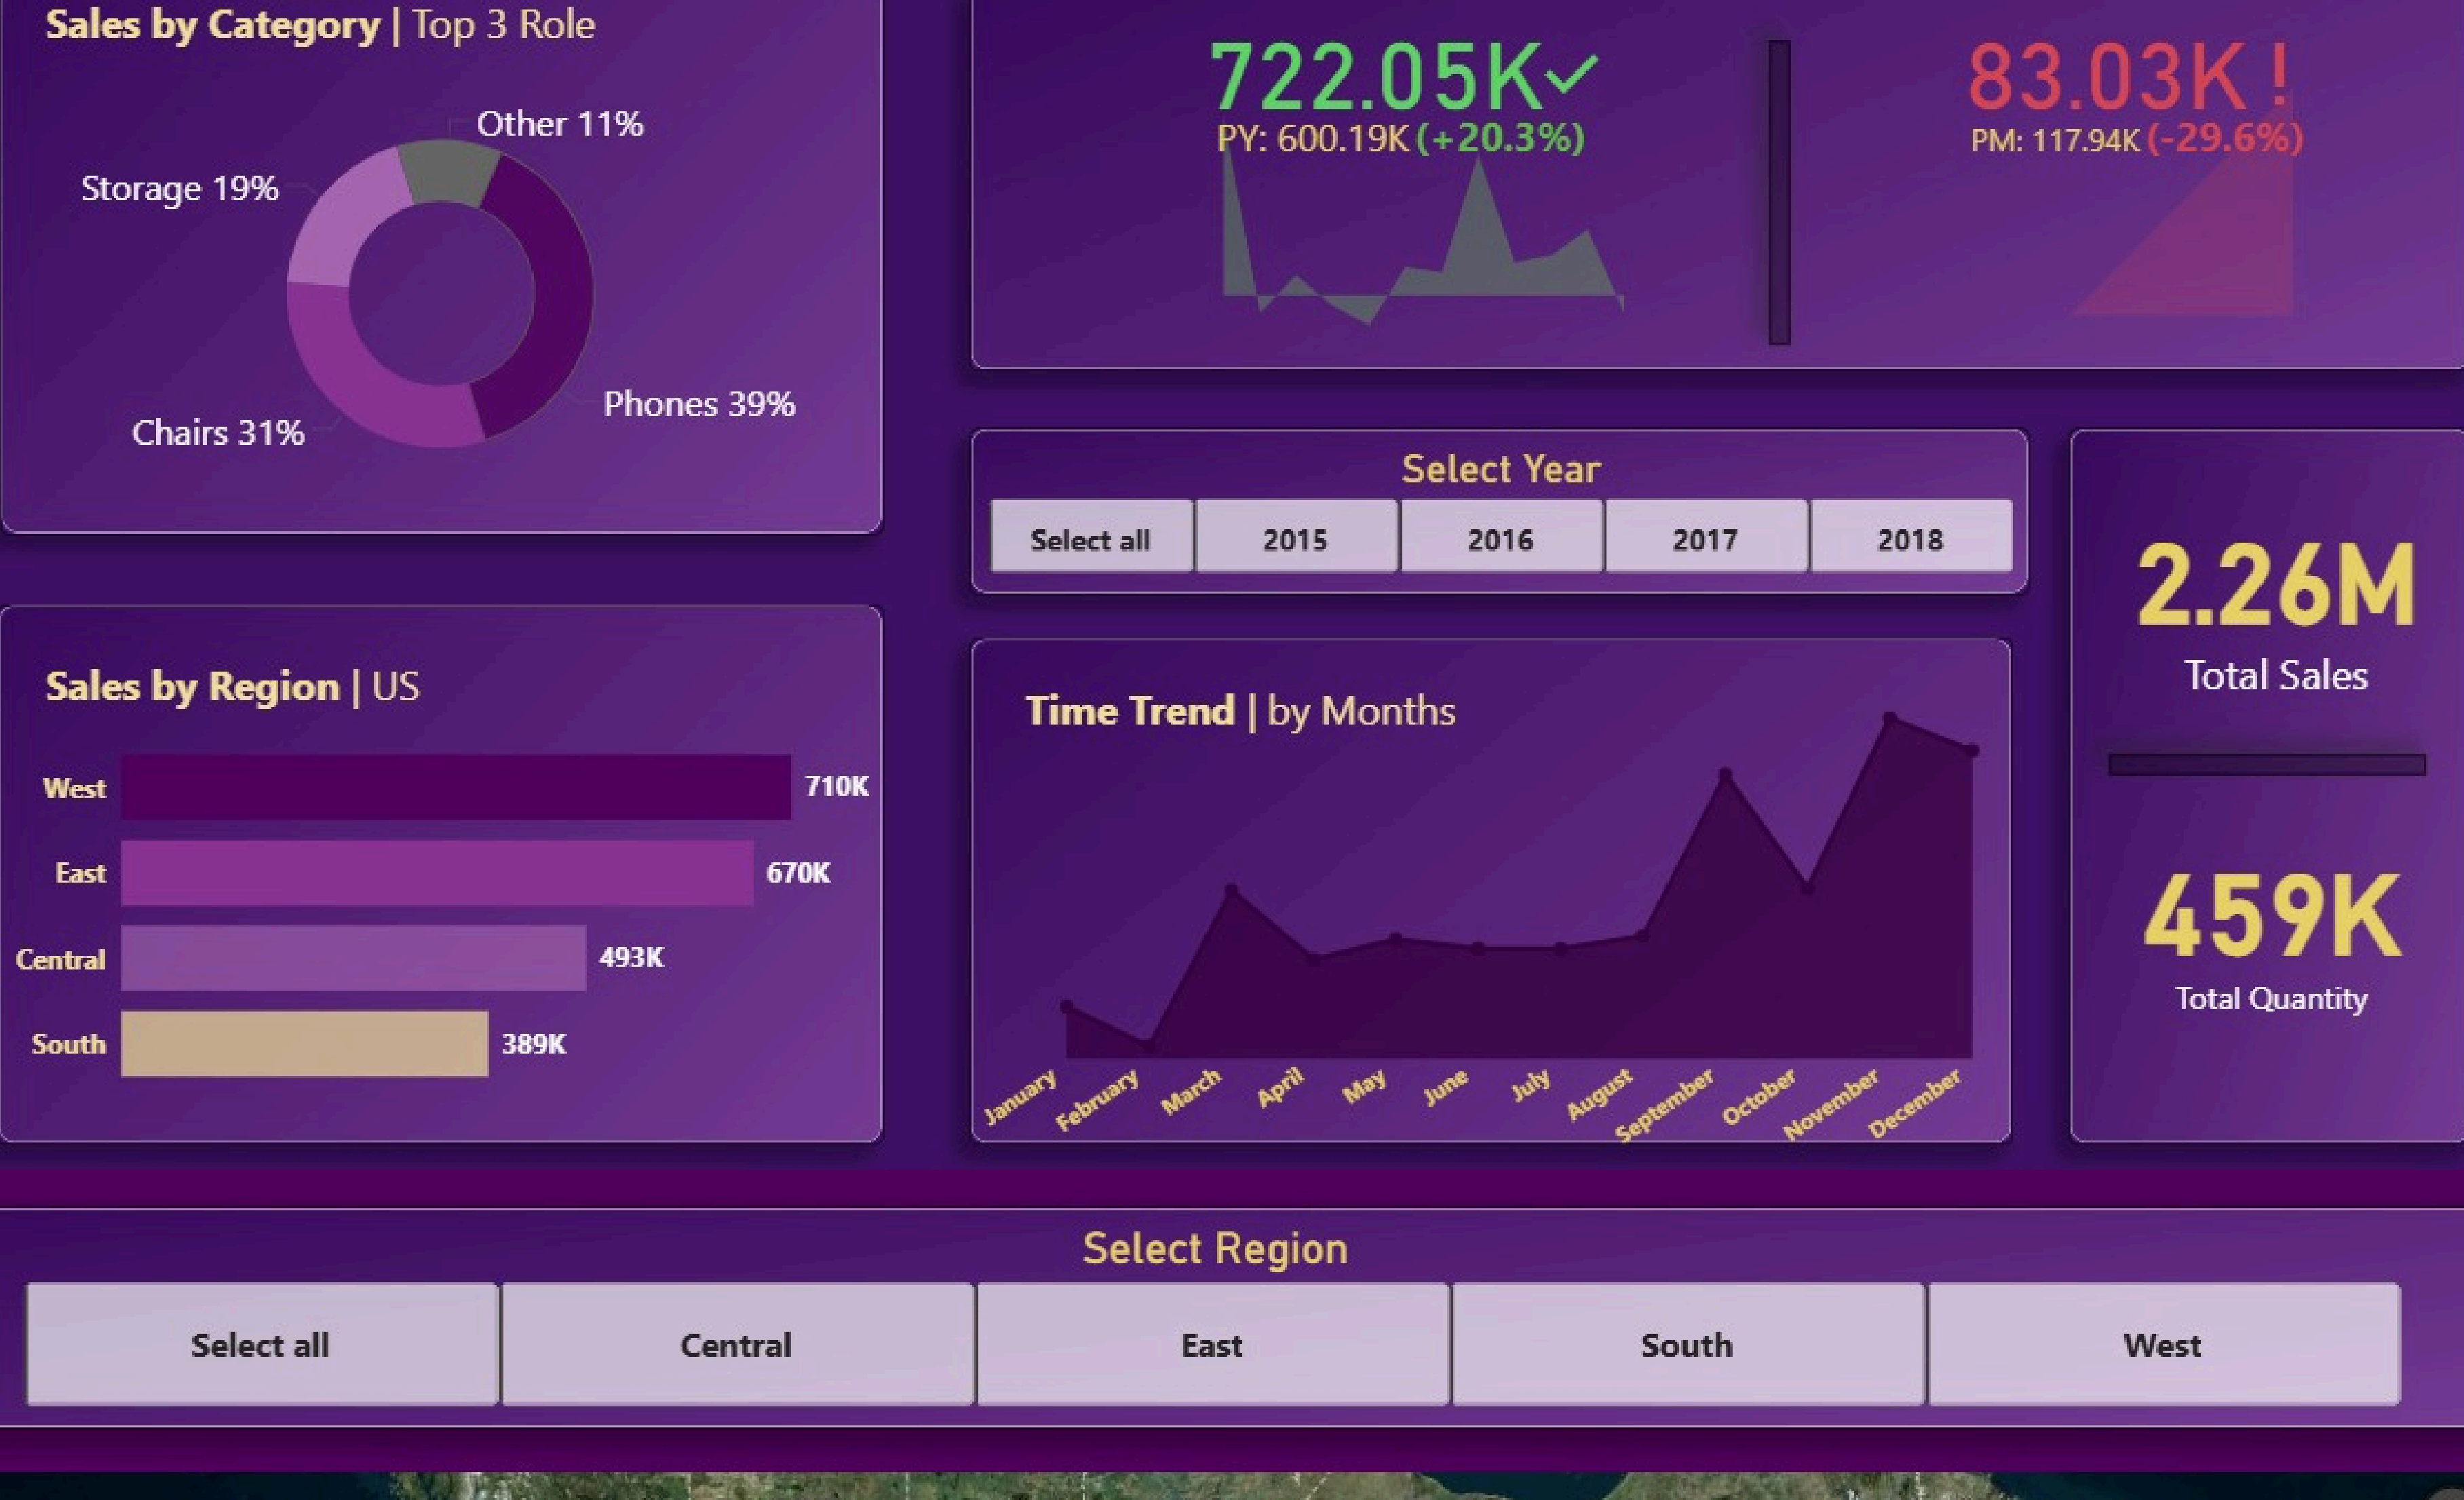 Sales by Category | Top 3 Role
Other 11%
Storage 19%
Chairs 31%
Phones 39%
722.05K✓
PY: 600.19K (+20.3%)
83.03K !
PM: 117.94K (-29.6%)
Select Year
Select all 2015 2016 2017 2018
2.26M
Total Sales
459K
Total Quantity
Sales by Region | US
West 710K
East 670K
Central 493K
South 389K
Time Trend | by Months
January February March April May June July August September October November December
Select Region
Select all Central East South West